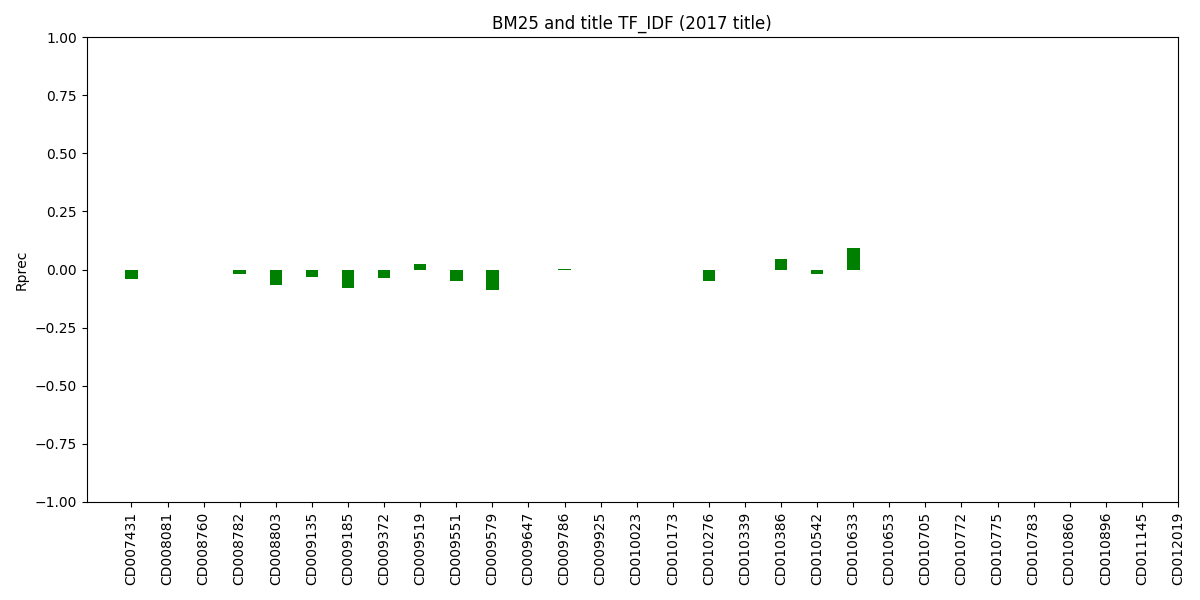 BM25 and title TF_IDF (2017 title)
1.00
0.75
0.50
0.25
0.00
−0.25
−0.50
−0.75
−1.00
Rprec
CD007431
CD008081
CD008760
CD008782
CD008803
CD009135
CD009185
CD009372
CD009519
CD009551
CD009579
CD009647
CD009786
CD009925
CD010023
CD010173
CD010276
CD010339
CD010386
CD010542
CD010633
CD010653
CD010705
CD010772
CD010775
CD010783
CD010860
CD010896
CD011145
CD012019